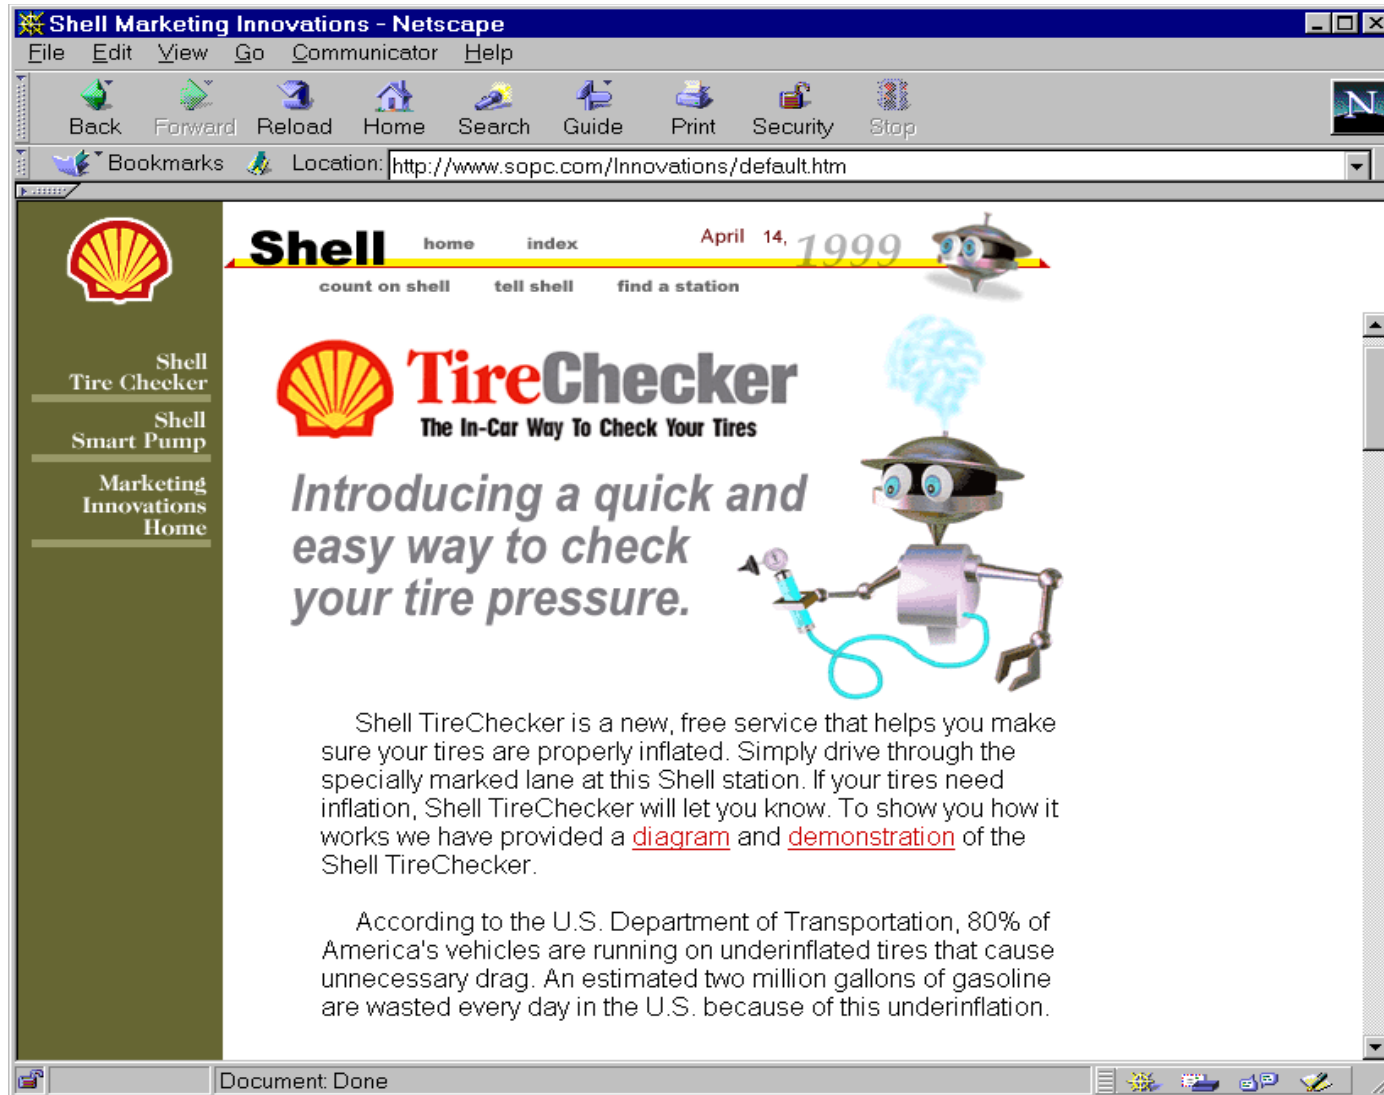 Shell Marketing Innovations - Netscape
File Edit View Go Communicator Help
Back Forward Reload Home Search Guide Print Security Stop
N
Bookmarks Location: http://www.sopc.com/Innovations/default.htm
Shell home index April 14, 1999
count on shell tell shell find a station
Shell
Tire Checker
Shell
Smart Pump
Marketing
Innovations
Home
TireChecker
The In-Car Way To Check Your Tires
Introducing a quick and
easy way to check
your tire pressure.
Shell TireChecker is a new, free service that helps you make
sure your tires are properly inflated. Simply drive through the
specially marked lane at this Shell station. If your tires need
inflation, Shell TireChecker will let you know. To show you how it
works we have provided a diagram and demonstration of the
Shell TireChecker.
According to the U.S. Department of Transportation, 80% of
America's vehicles are running on underinflated tires that cause
unnecessary drag. An estimated two million gallons of gasoline
are wasted every day in the U.S. because of this underinflation.
Document: Done